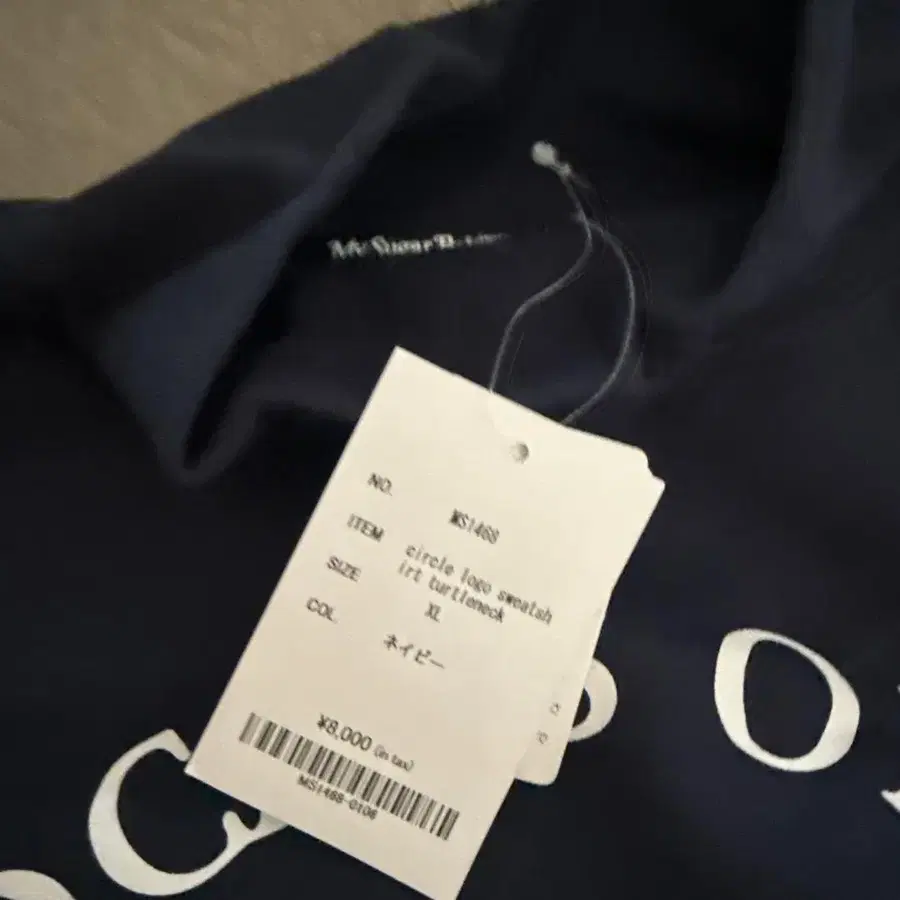 NO. MS1468
ITEM circle logo sweatsh
irt turtleneck
SIZE XL
COL. ネイビー
¥8,000 (in tax)
MS1468-0106